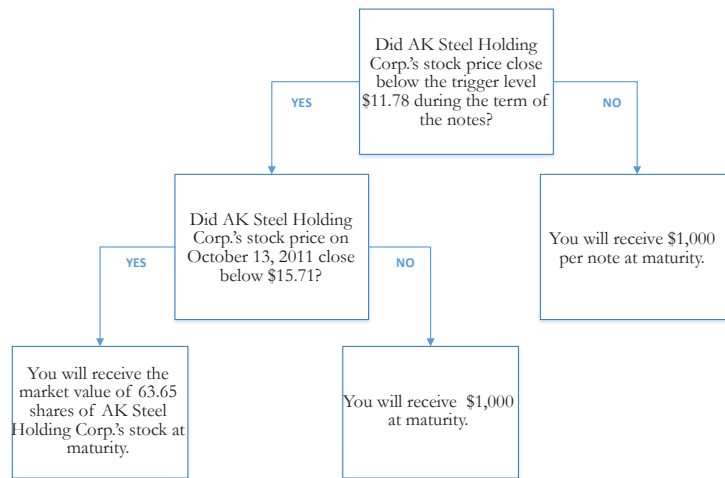 Did AK Steel Holding
Corp.'s stock price close
below the trigger level
$11.78 during the term of
the notes?
YES
NO
Did AK Steel Holding
Corp.'s stock price on
October 13, 2011 close
below $15.71?
You will receive $1,000
per note at maturity.
YES
NO
You will receive the
market value of 63.65
shares of AK Steel
Holding Corp.'s stock at
maturity.
You will receive $1,000
at maturity.